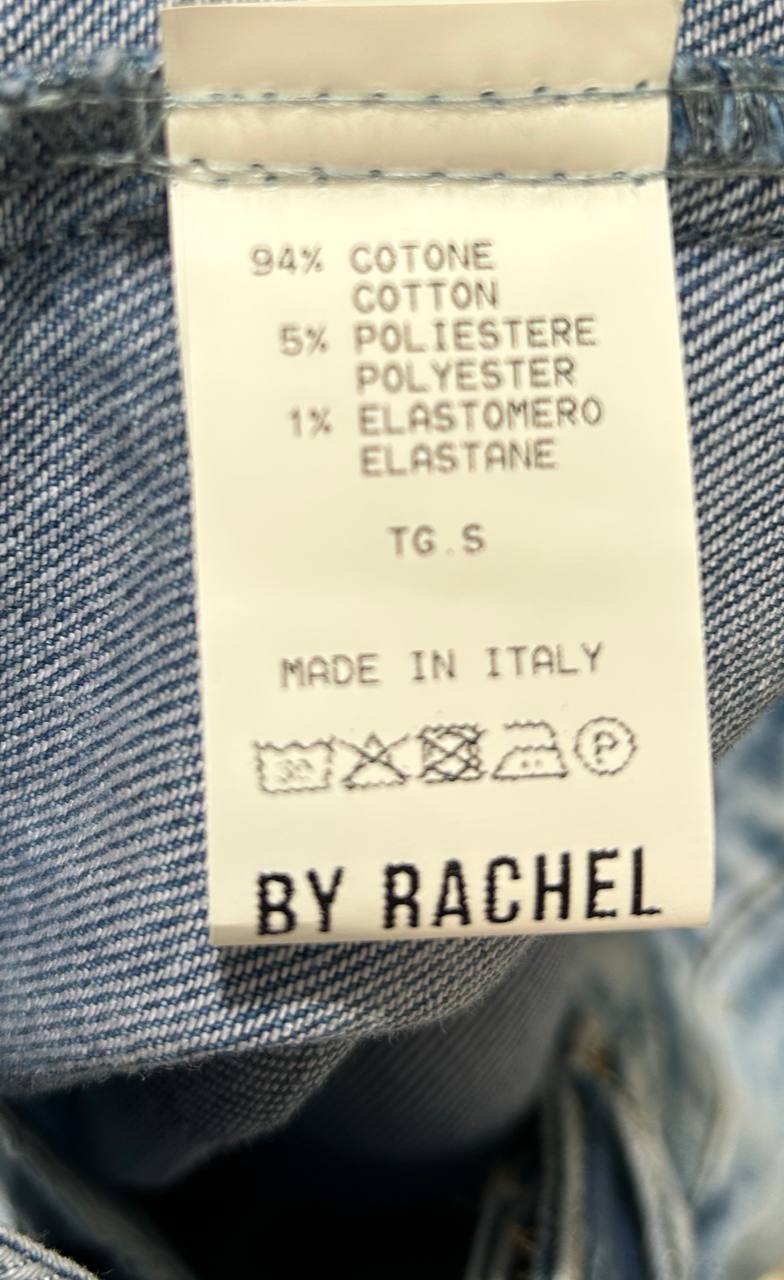 94% COTONE
COTTON
5% POLIESTERE
POLYESTER
1% ELASTOMERO
ELASTANE
TG.S
MADE IN ITALY
30 P
BY RACHEL